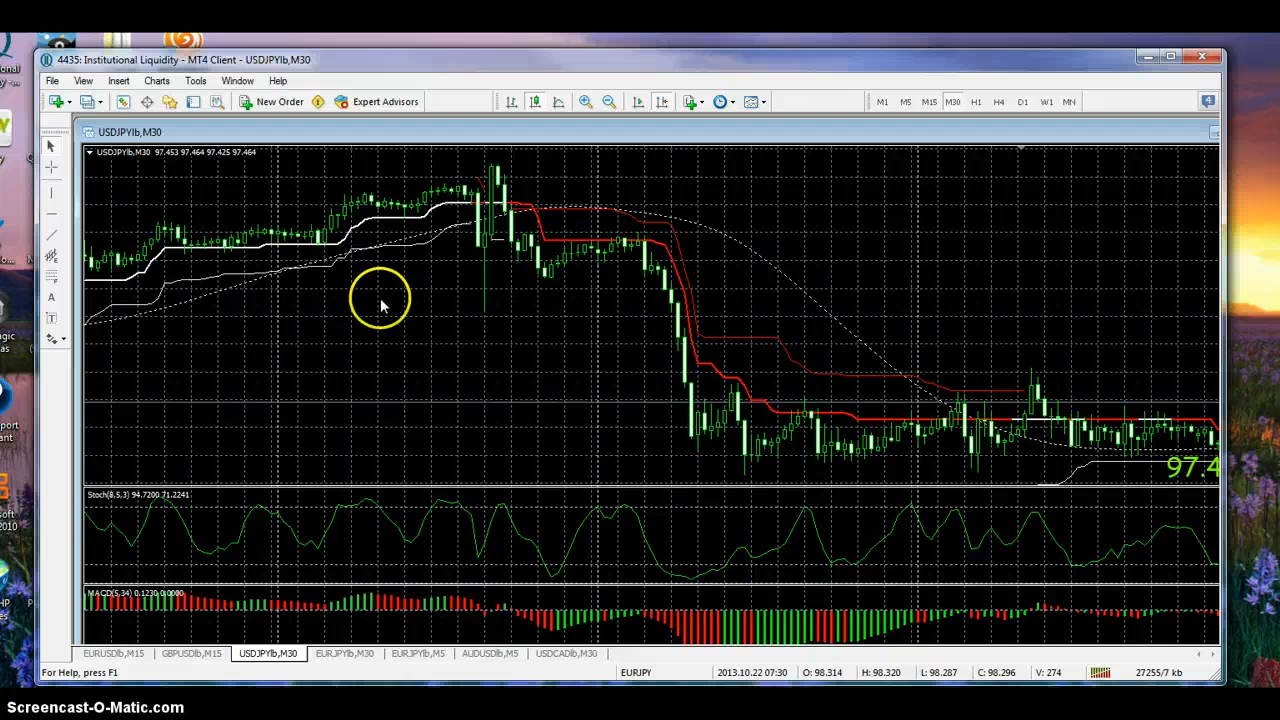 4435: Institutional Liquidity - MT4 Client - USDJPYlb,M30
File View Insert Charts Tools Window Help
New Order Expert Advisors M1 M5 M15 M30 H1 H4 D1 W1 MN 4
USDJPYlb,M30
USDJPYlb,M30 97.453 97.464 97.425 97.464
97.4
Stoch(8,5,3) 94.7200 71.2241
MACD(5,34) 0.1230 0.0000
EURUSDlb,M15 GBPUSDlb,M15 USDJPYlb,M30 EURJPYlb,M30 EURJPYlb,M5 AUDUSDlb,M5 USDCADlb,M30
For Help, press F1 EURJPY 2013.10.22 07:30 O: 98.314 H: 98.320 L: 98.287 C: 98.296 V: 274 27255/7 kb
2010
Screencast-O-Matic.com